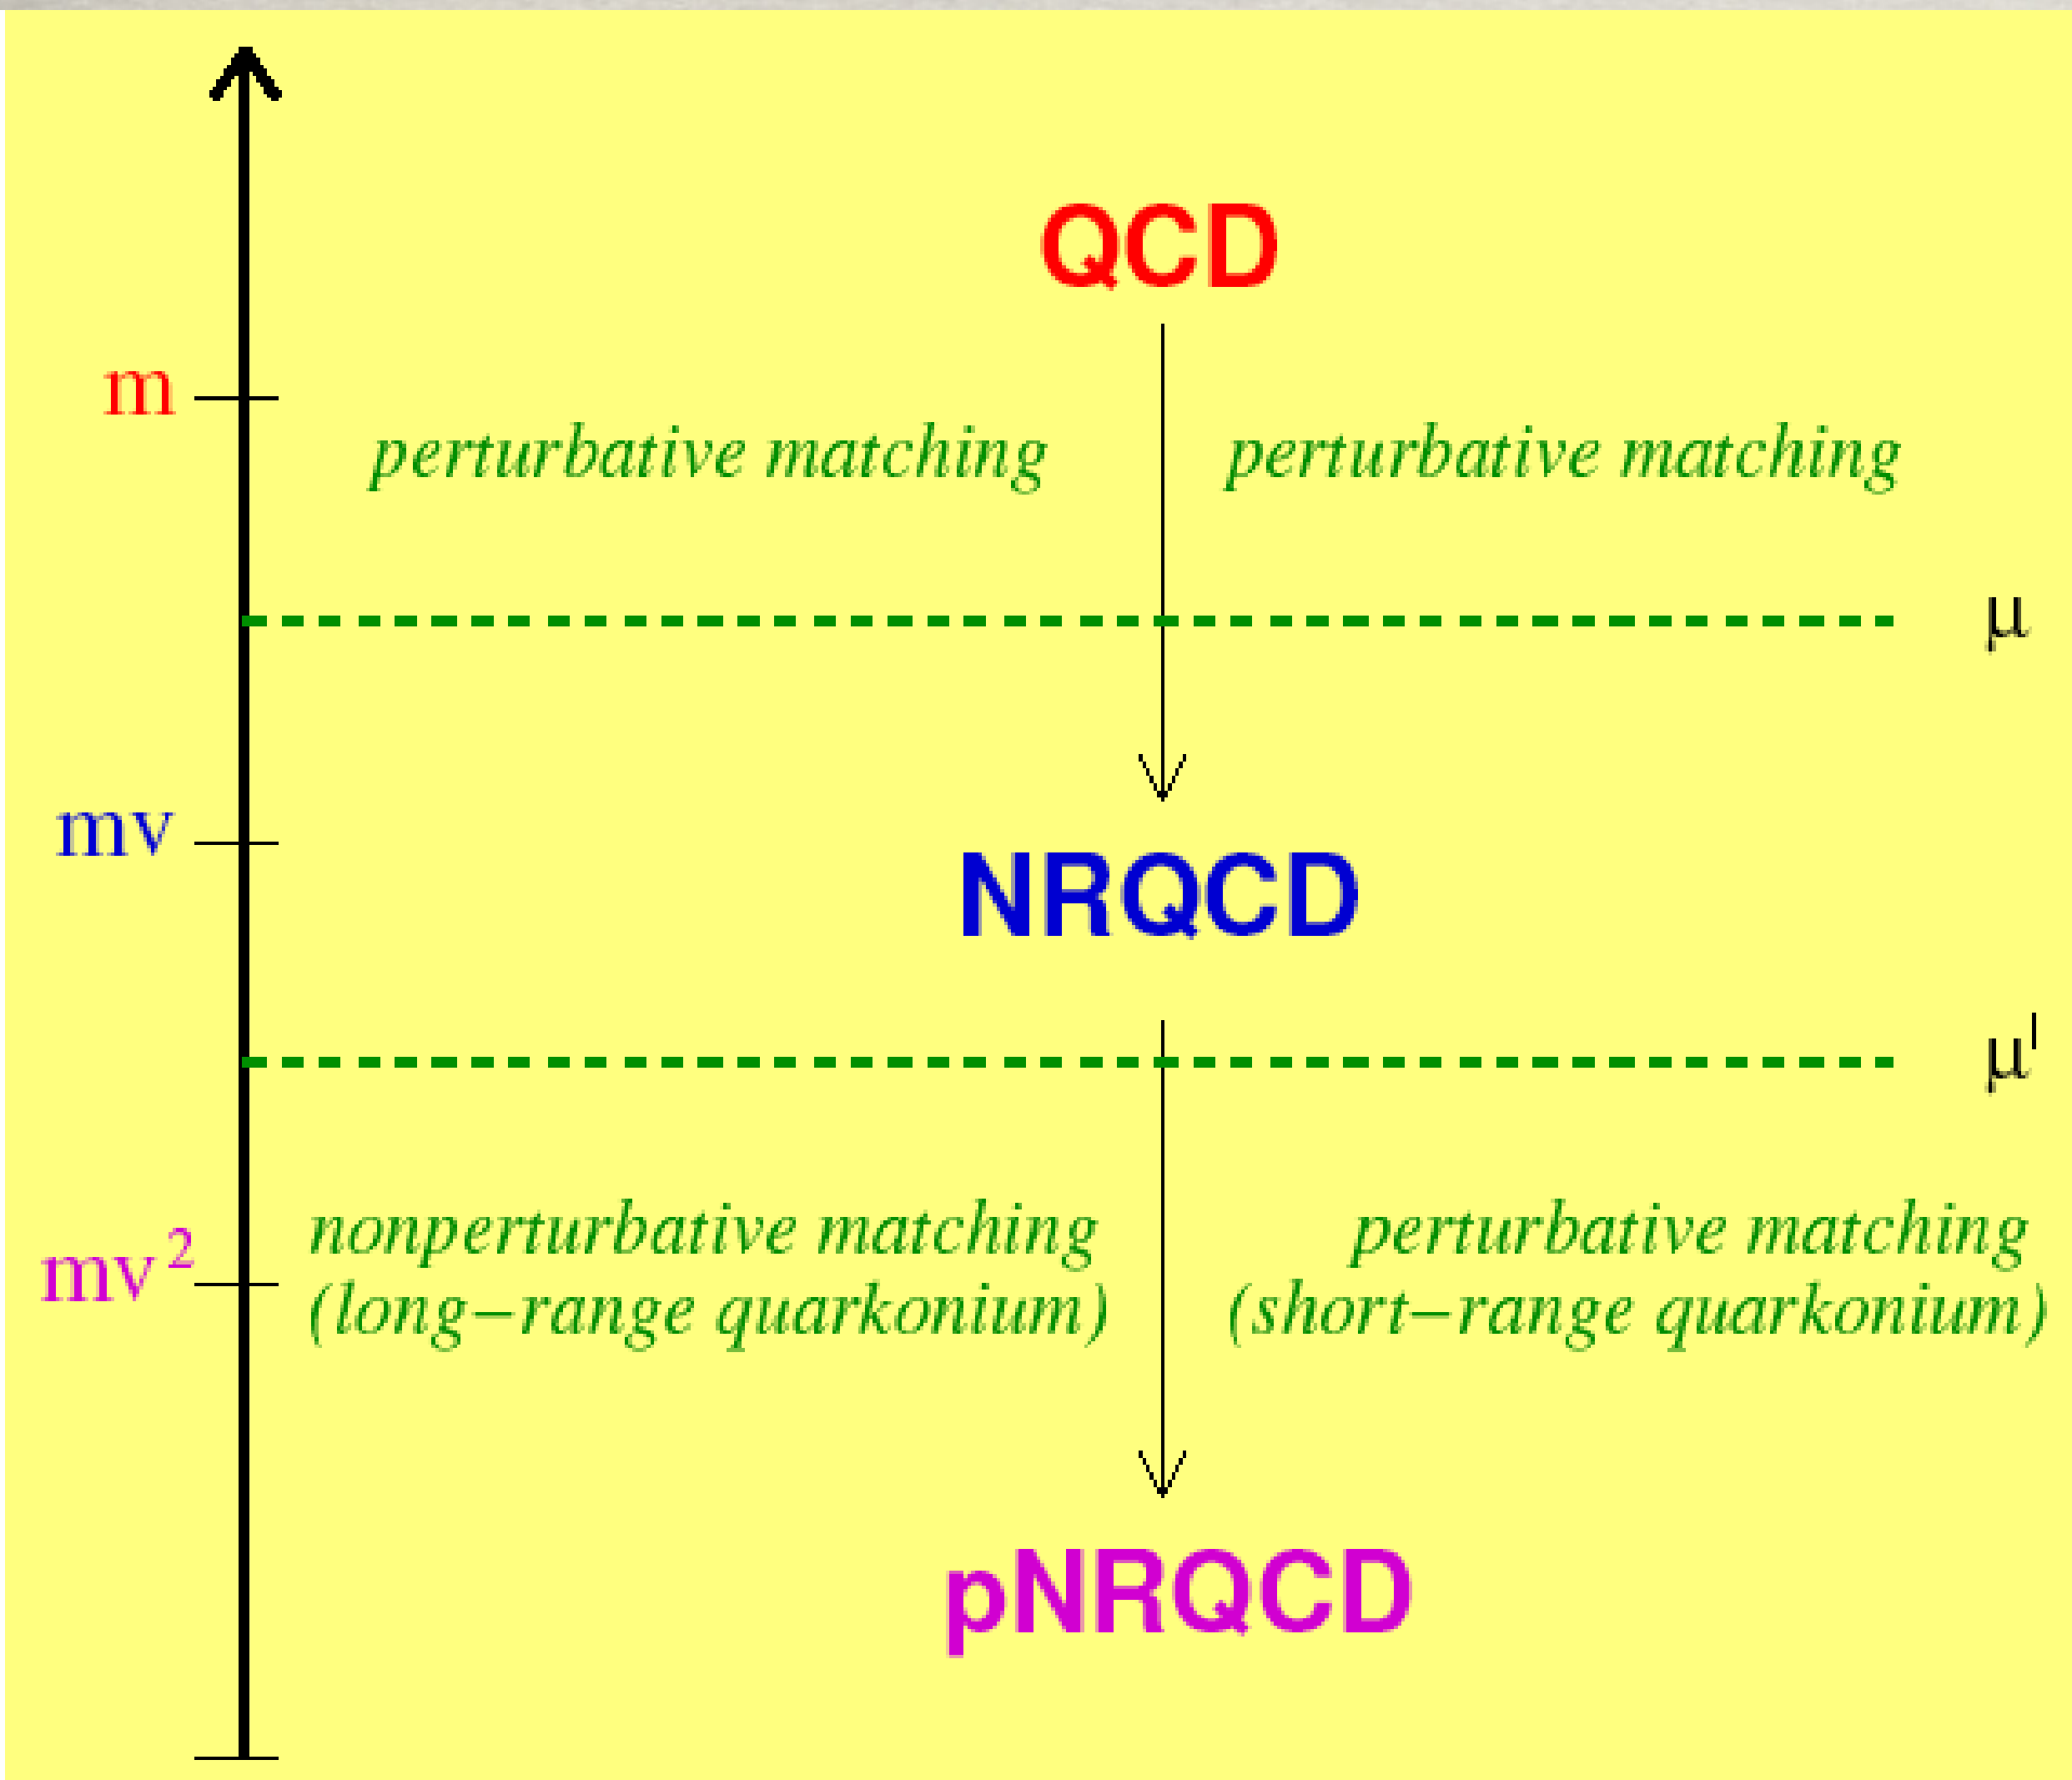 QCD
m
perturbative matching perturbative matching
μ
mv
NRQCD
μ'
nonperturbative matching perturbative matching
mv²
(long−range quarkonium) (short−range quarkonium)
pNRQCD